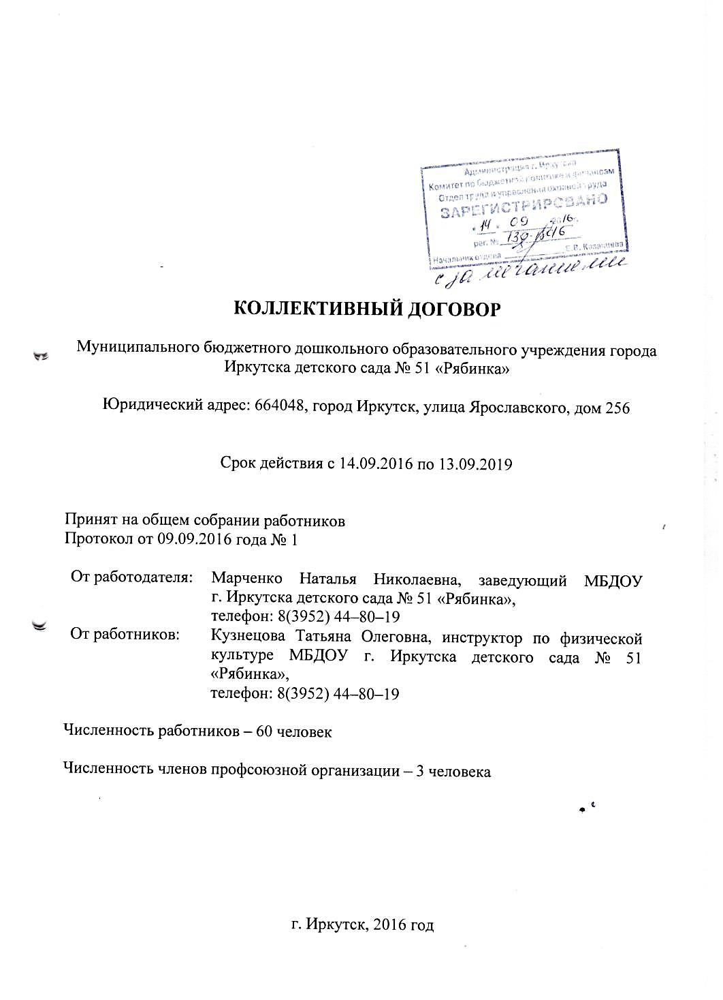 Администрация г. Иркутска
Комитет по бюджетной политике и финансам
Отдел труда и управления охраной труда
ЗАРЕГИСТРИРОВАНО
« 14 » 09 2016 г.
рег. №
Начальник отдела Е.В. Казанцева
с замечаниями
КОЛЛЕКТИВНЫЙ ДОГОВОР
Муниципального бюджетного дошкольного образовательного учреждения города
Иркутска детского сада № 51 «Рябинка»
Юридический адрес: 664048, город Иркутск, улица Ярославского, дом 256
Срок действия с 14.09.2016 по 13.09.2019
Принят на общем собрании работников
Протокол от 09.09.2016 года № 1
От работодателя: Марченко Наталья Николаевна, заведующий МБДОУ
г. Иркутска детского сада № 51 «Рябинка»,
телефон: 8(3952) 44–80–19
От работников: Кузнецова Татьяна Олеговна, инструктор по физической
культуре МБДОУ г. Иркутска детского сада № 51
«Рябинка»,
телефон: 8(3952) 44–80–19
Численность работников – 60 человек
Численность членов профсоюзной организации – 3 человека
г. Иркутск, 2016 год